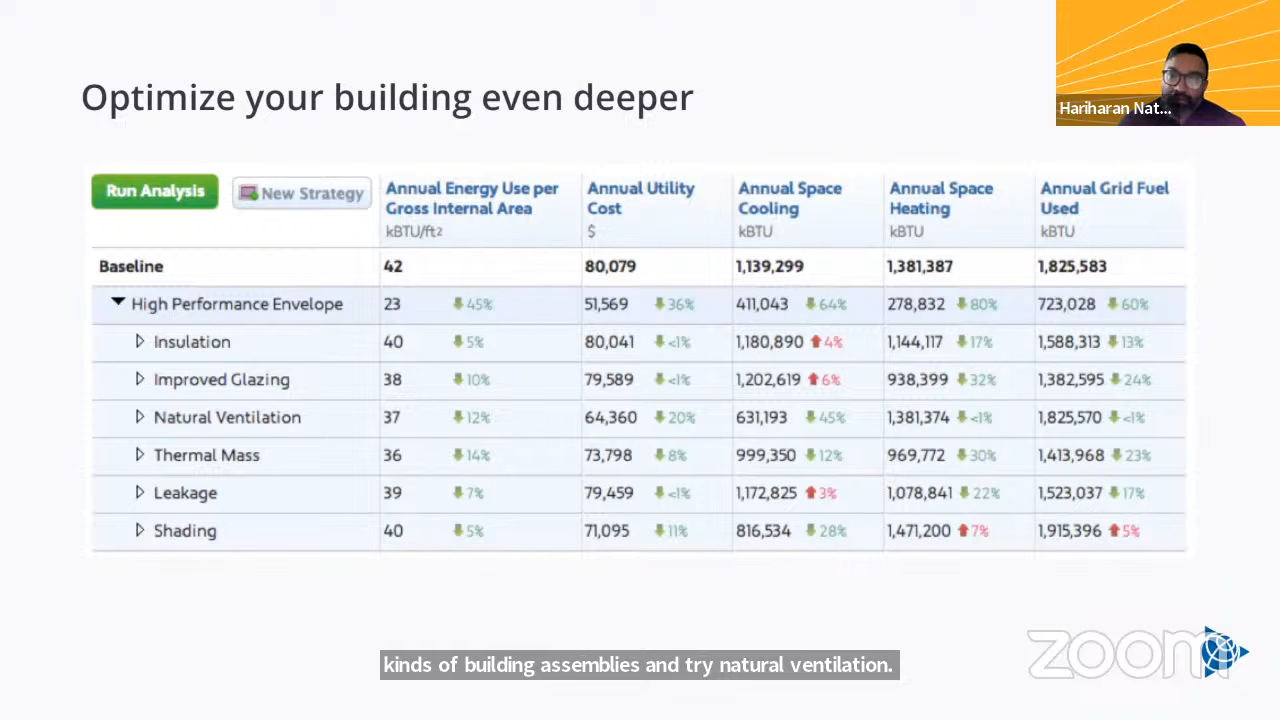 Optimize your building even deeper
Hariharan Nat...
Run Analysis New Strategy Annual Energy Use per Annual Utility Annual Space Annual Space Annual Grid Fuel
Gross Internal Area Cost Cooling Heating Used
kBTU/ft2 $ kBTU kBTU kBTU
Baseline 42 80,079 1,139,299 1,381,387 1,825,583
High Performance Envelope 23 45% 51,569 36% 411,043 64% 278,832 80% 723,028 60%
Insulation 40 5% 80,041 <1% 1,180,890 4% 1,144,117 17% 1,588,313 13%
Improved Glazing 38 10% 79,589 <1% 1,202,619 6% 938,399 32% 1,382,595 24%
Natural Ventilation 37 12% 64,360 20% 631,193 45% 1,381,374 <1% 1,825,570 <1%
Thermal Mass 36 14% 73,798 8% 999,350 12% 969,772 30% 1,413,968 23%
Leakage 39 7% 79,459 <1% 1,172,825 3% 1,078,841 22% 1,523,037 17%
Shading 40 5% 71,095 11% 816,534 28% 1,471,200 7% 1,915,396 5%
kinds of building assemblies and try natural ventilation.
zoom